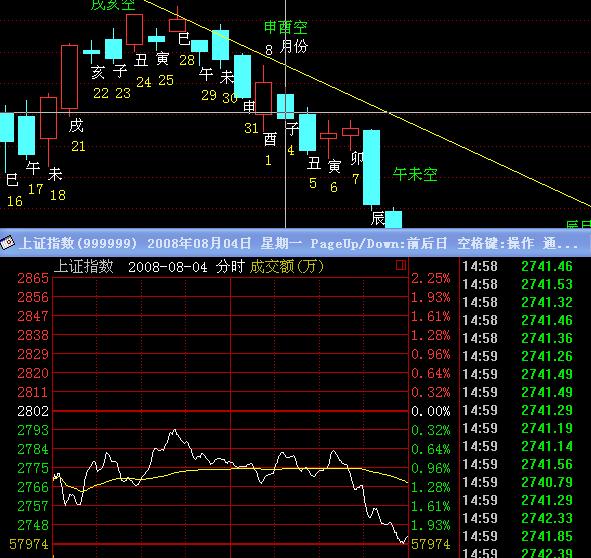 戌亥空
申酉空
8 月份
亥
子
丑
寅
巳
午
未
申
酉
子
丑
寅
卯
辰
巳
午
未
戌
22
23
24
25
28
29
30
31
1
4
5
6
7
16
17
18
21
午未空
上证指数(999999) 2008年08月04日 星期一 PageUp/Down:前后日 空格键:操作 通...
上证指数 2008-08-04 分时 成交额(万)
2865 2.25%
2856 1.93%
2847 1.61%
2838 1.28%
2829 0.96%
2820 0.64%
2811 0.32%
2802 0.00%
2793 0.32%
2784 0.64%
2775 0.96%
2766 1.28%
2757 1.61%
2748 1.93%
57974 57974
14:58 2741.46
14:58 2741.53
14:58 2741.32
14:58 2741.46
14:58 2741.36
14:59 2741.26
14:59 2741.49
14:59 2741.49
14:59 2741.29
14:59 2741.19
14:59 2741.14
14:59 2741.56
14:59 2740.79
14:59 2741.29
14:59 2742.33
14:59 2741.85
14:59 2742.39